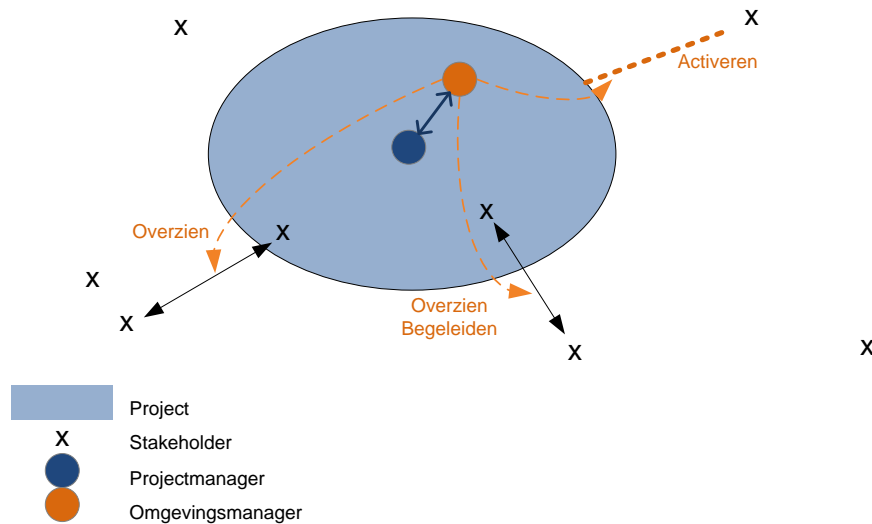 x
x
Activeren
x
Overzien
x
x
x
Overzien
Begeleiden
x
x
Project
x
Stakeholder
Projectmanager
Omgevingsmanager